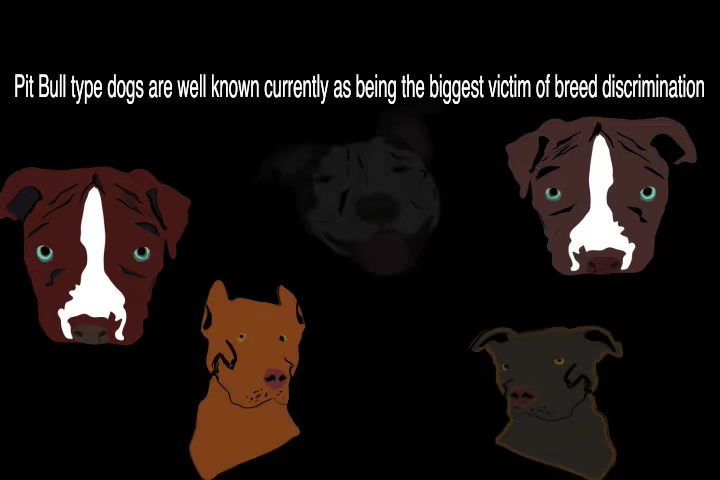 Pit Bull type dogs are well known currently as being the biggest victim of breed discrimination